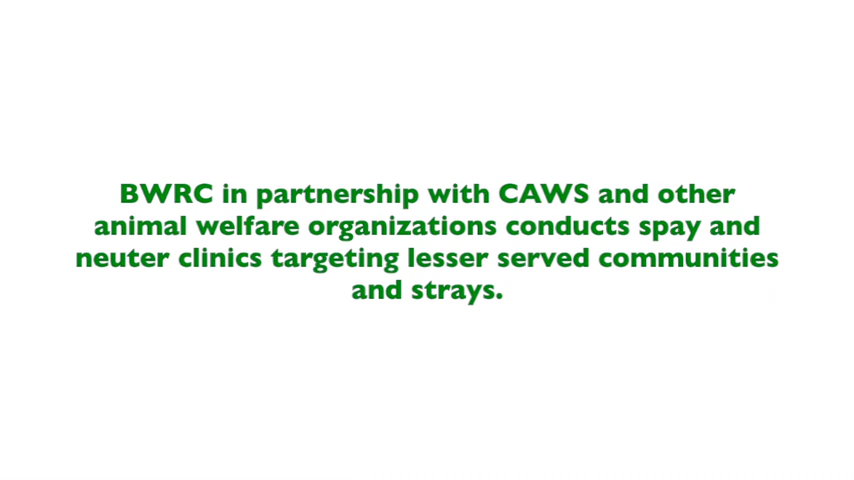 BWRC in partnership with CAWS and other
animal welfare organizations conducts spay and
neuter clinics targeting lesser served communities
and strays.